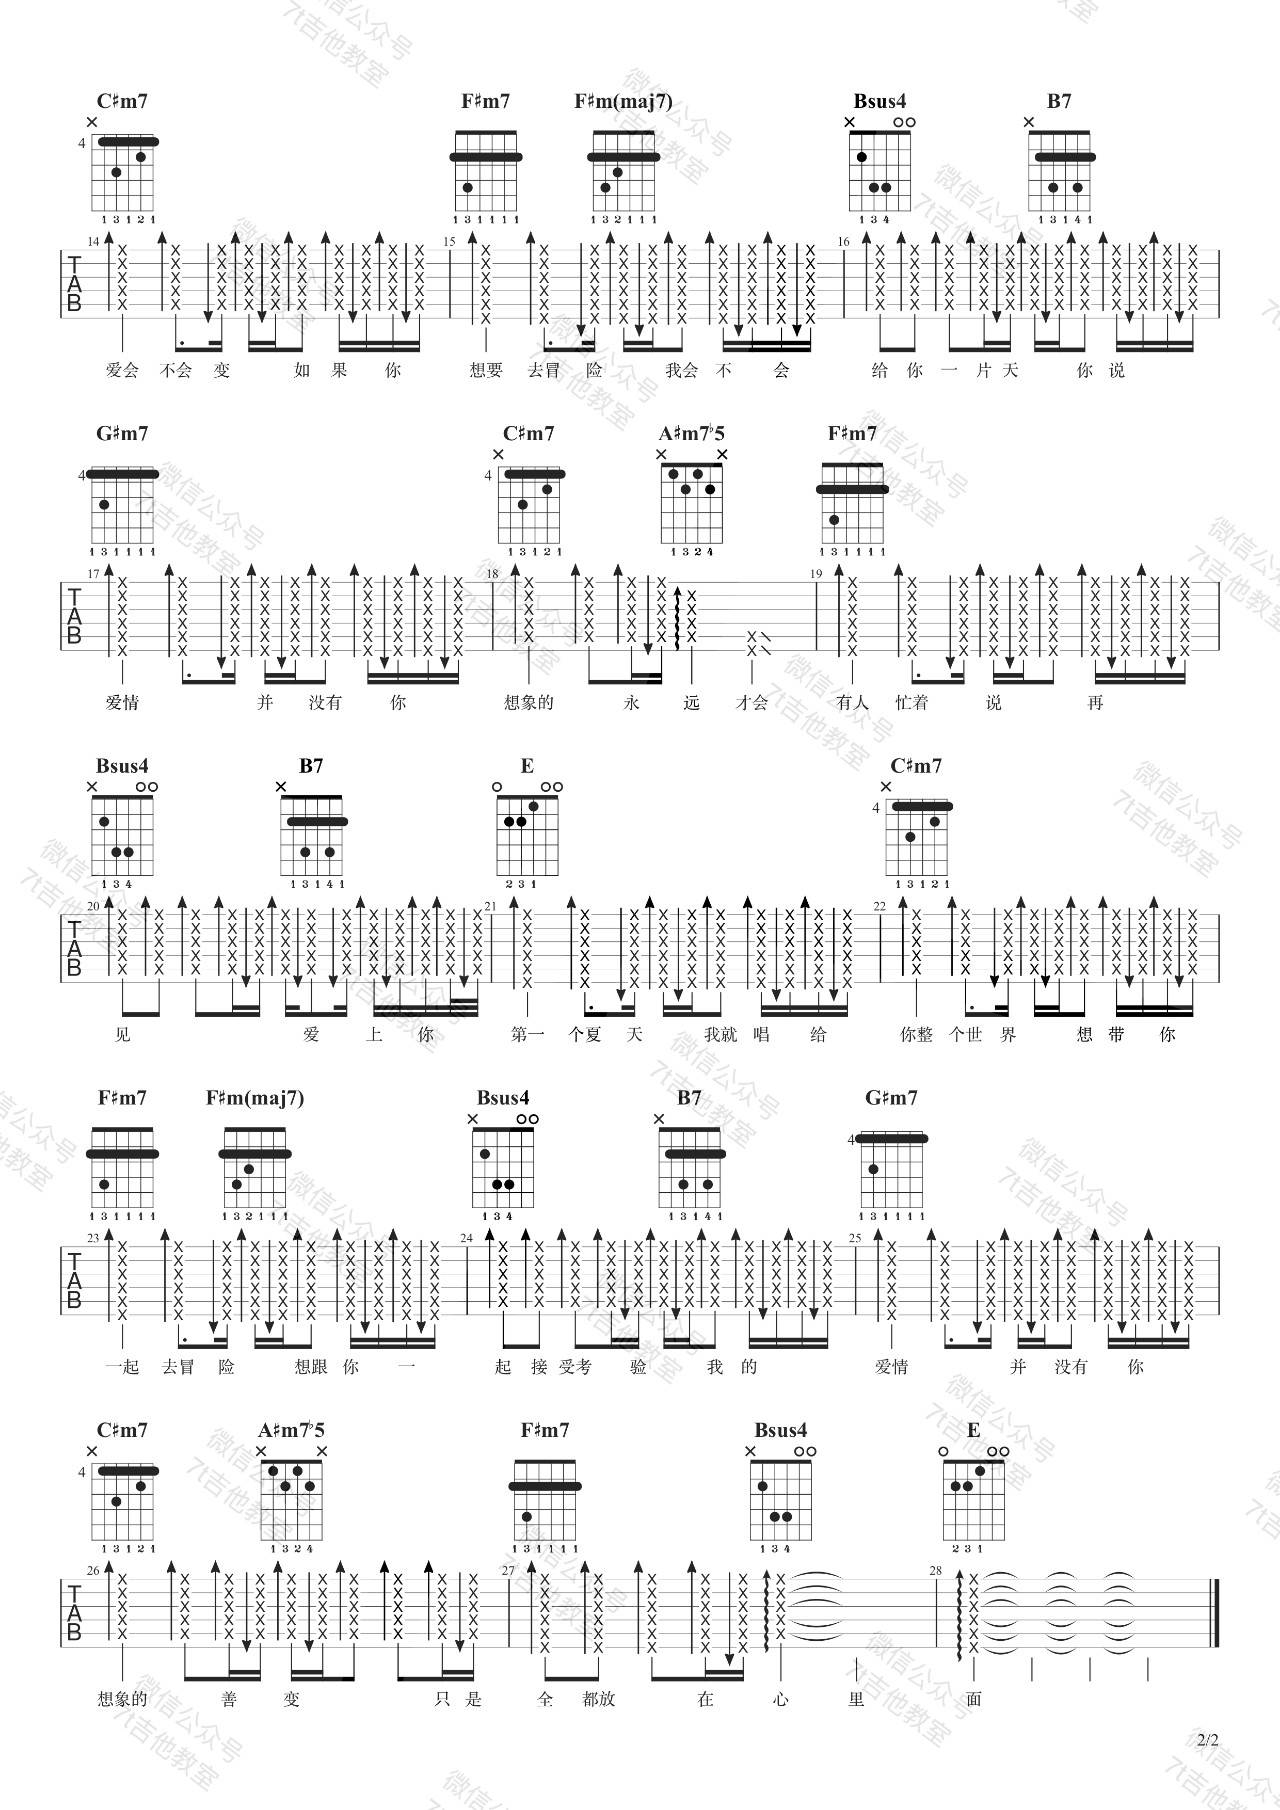 C♯m7 F♯m7 F♯m(maj7) Bsus4 B7
4
1 3 1 2 1 1 3 1 1 1 1 1 3 2 1 1 1 1 3 4 1 3 1 4 1
14 15 16
TAB
爱会 不会 变 如 果 你 想要 去冒 险 我会 不 会 给 你 一 片 天 你 说
G♯m7 C♯m7 A♯m7♭5 F♯m7
4 4
1 3 1 1 1 1 1 3 1 2 1 1 3 2 4 1 3 1 1 1 1
17 18 19
TAB
爱情 并 没有 你 想象的 永 远 才会 有人 忙着 说 再
Bsus4 B7 E C♯m7
4
1 3 4 1 3 1 4 1 2 3 1 1 3 1 2 1
20 21 22
TAB
见 爱 上 你 第一 个夏 天 我就 唱 给 你整 个世 界 想 带 你
F♯m7 F♯m(maj7) Bsus4 B7 G♯m7
4
1 3 1 1 1 1 1 3 2 1 1 1 1 3 4 1 3 1 4 1 1 3 1 1 1 1
23 24 25
TAB
一起 去冒 险 想跟 你 一 起 接 受考 验 我 的 爱情 并 没有 你
C♯m7 A♯m7♭5 F♯m7 Bsus4 E
4
1 3 1 2 1 1 3 2 4 1 3 1 1 1 1 1 3 4 2 3 1
26 27 28
TAB
想象的 善 变 只 是 全 都放 在 心 里 面
2/2
微信公众号
7t吉他教室